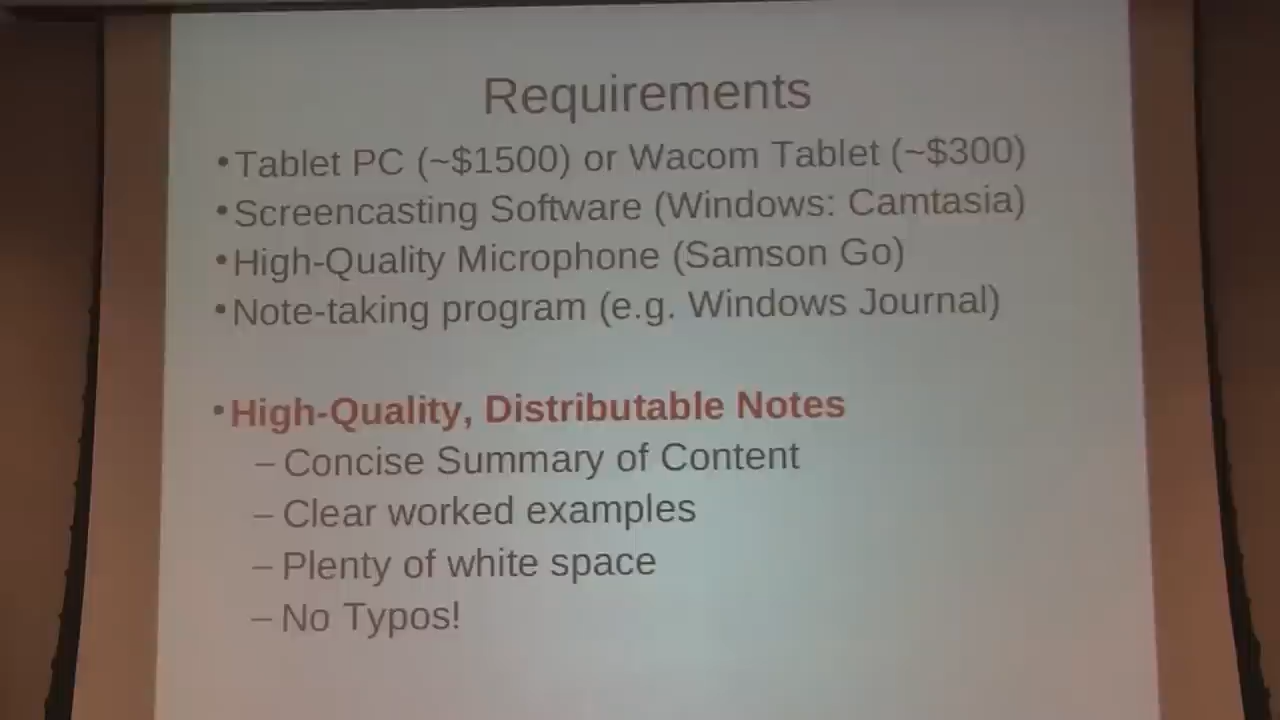 Requirements
•Tablet PC (~$1500) or Wacom Tablet (~$300)
•Screencasting Software (Windows: Camtasia)
•High-Quality Microphone (Samson Go)
•Note-taking program (e.g. Windows Journal)
•High-Quality, Distributable Notes
– Concise Summary of Content
– Clear worked examples
– Plenty of white space
– No Typos!